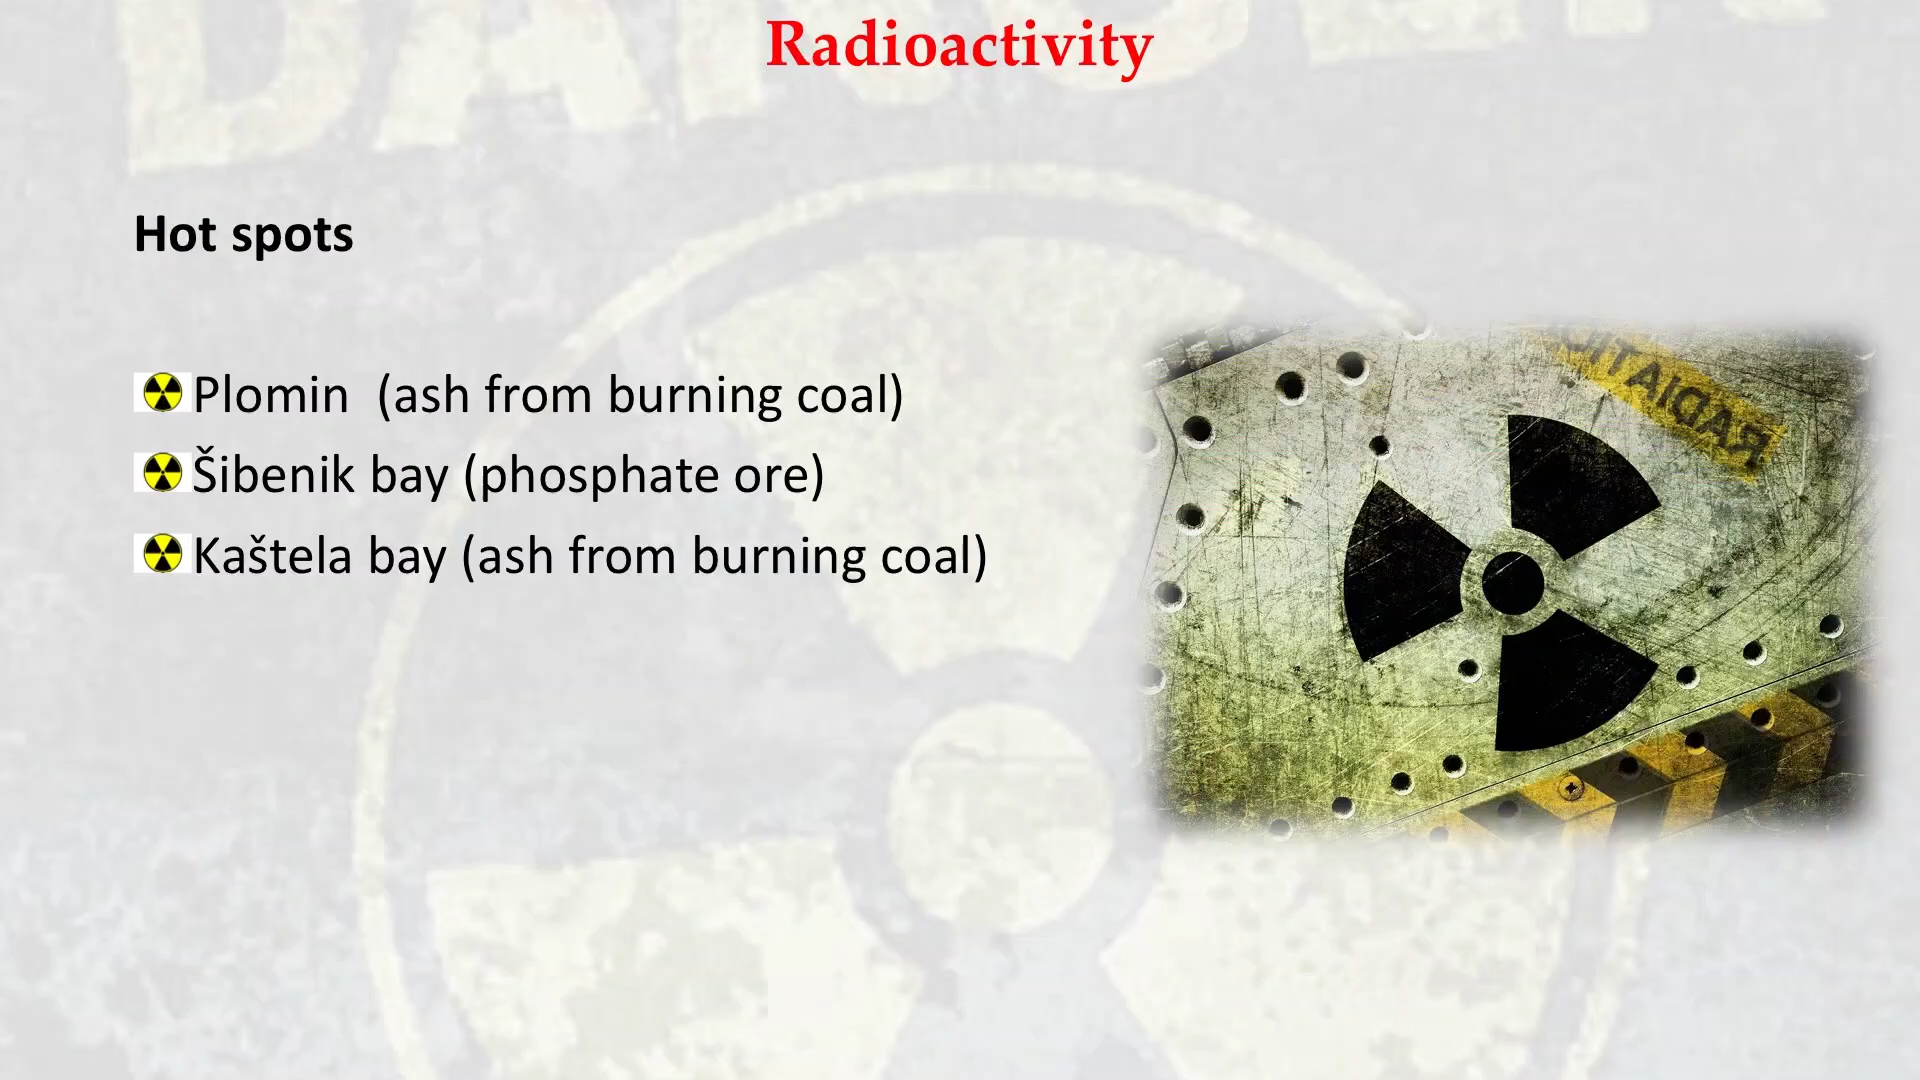 Radioactivity
Hot spots
Plomin (ash from burning coal)
Šibenik bay (phosphate ore)
Kaštela bay (ash from burning coal)